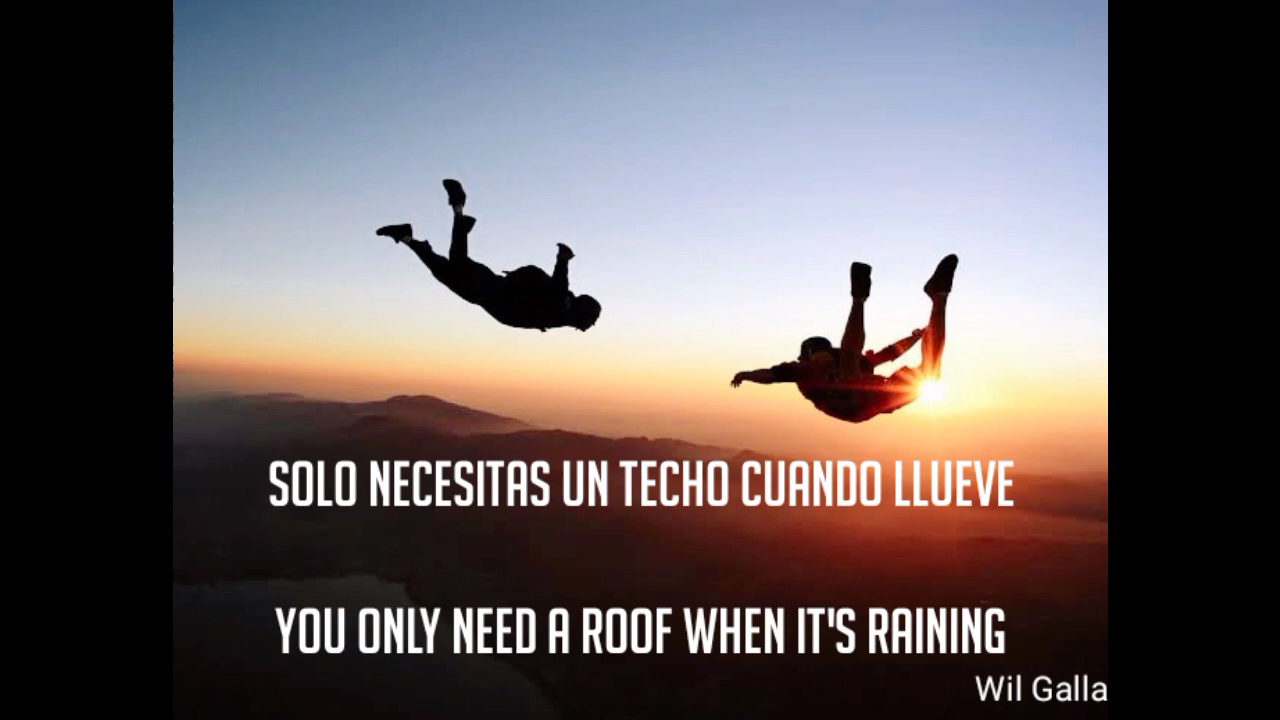 SOLO NECESITAS UN TECHO CUANDO LLUEVE
YOU ONLY NEED A ROOF WHEN IT'S RAINING
Wil Galla